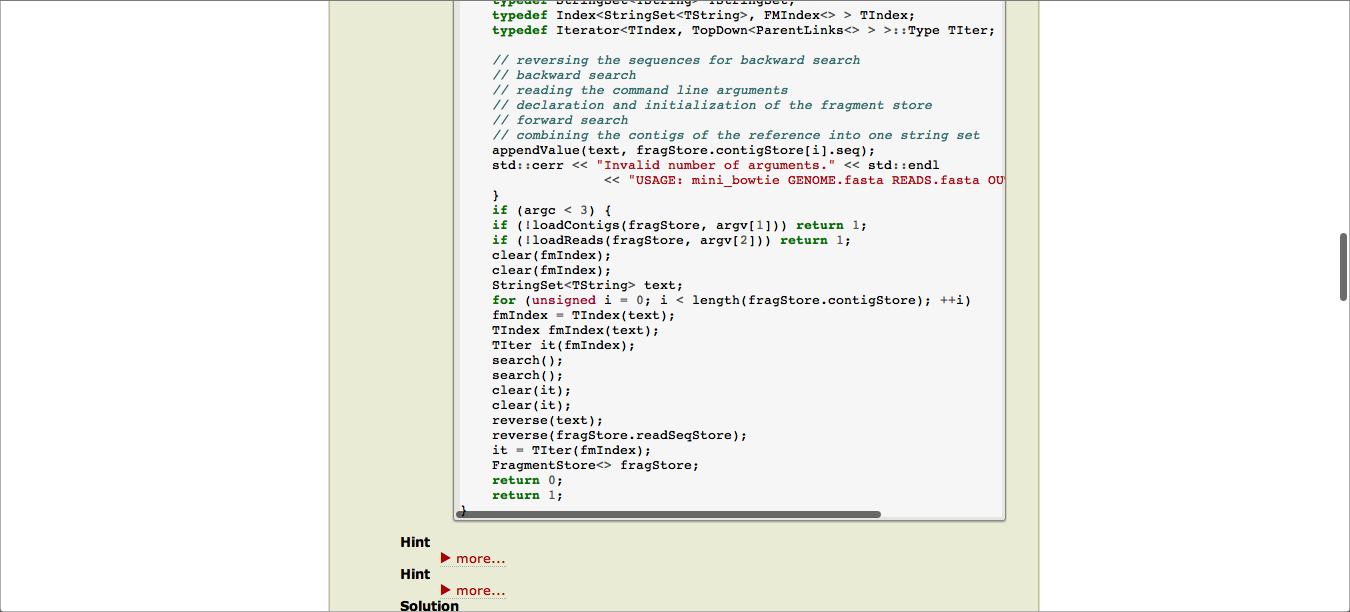 typedef StringSet<TString> TStringSet;
typedef Index<StringSet<TString>, FMIndex<> > TIndex;
typedef Iterator<TIndex, TopDown<ParentLinks<> > >::Type TIter;
// reversing the sequences for backward search
// backward search
// reading the command line arguments
// declaration and initialization of the fragment store
// forward search
// combining the contigs of the reference into one string set
appendValue(text, fragStore.contigStore[i].seq);
std::cerr << "Invalid number of arguments." << std::endl
<< "USAGE: mini_bowtie GENOME.fasta READS.fasta OU
}
if (argc < 3) {
if (!loadContigs(fragStore, argv[1])) return 1;
if (!loadReads(fragStore, argv[2])) return 1;
clear(fmIndex);
clear(fmIndex);
StringSet<TString> text;
for (unsigned i = 0; i < length(fragStore.contigStore); ++i)
fmIndex = TIndex(text);
TIndex fmIndex(text);
TIter it(fmIndex);
search();
search();
clear(it);
clear(it);
reverse(text);
reverse(fragStore.readSeqStore);
it = TIter(fmIndex);
FragmentStore<> fragStore;
return 0;
return 1;
}
Hint
more...
Hint
more...
Solution